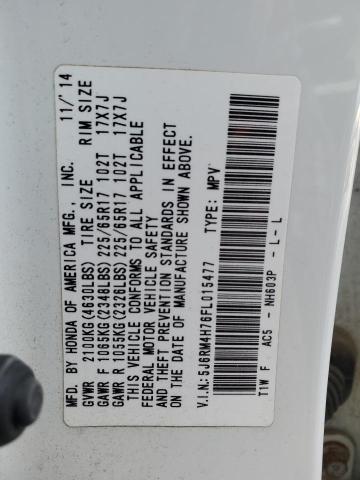 MFD. BY HONDA OF AMERICA MFG., INC. 11/'14
GVWR 2100KG(4630LBS) TIRE SIZE RIM SIZE
GAWR F 1065KG(2348LBS) 225/65R17 102T 17X7J
GAWR R 1055KG(2326LBS) 225/65R17 102T 17X7J
THIS VEHICLE CONFORMS TO ALL APPLICABLE
FEDERAL MOTOR VEHICLE SAFETY
AND THEFT PREVENTION STANDARDS IN EFFECT
ON THE DATE OF MANUFACTURE SHOWN ABOVE.
V.I.N.: 5J6RM4H76FL015477 TYPE: MPV
T1W F AC5 - NH603P - L - L